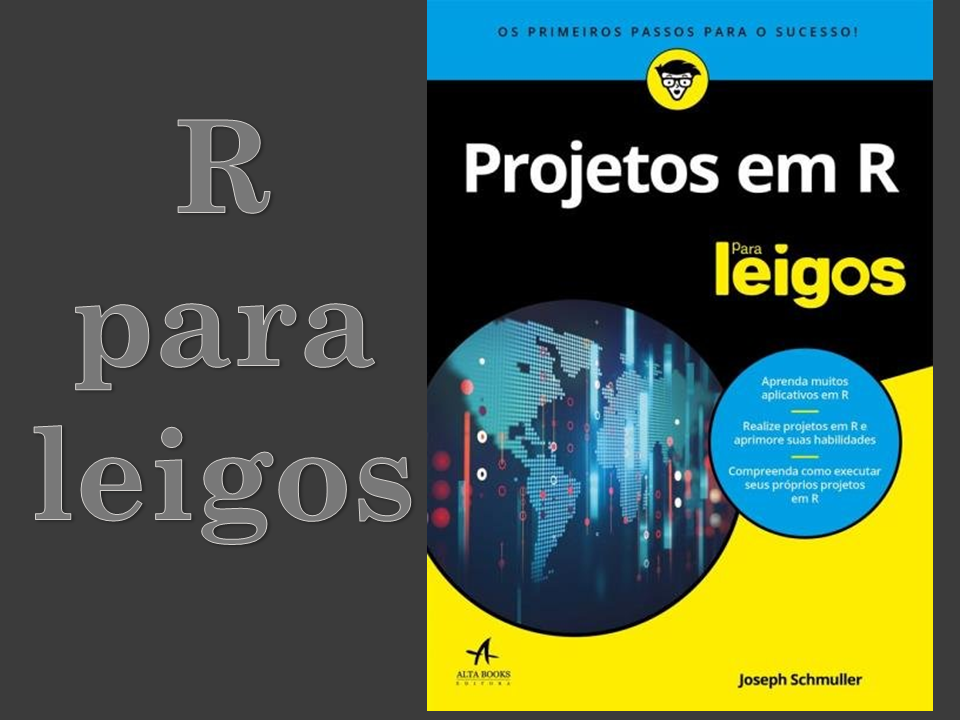 R
para
leigos
OS PRIMEIROS PASSOS PARA O SUCESSO!
Projetos em R
Para
leigos
Aprenda muitos
aplicativos em R
Realize projetos em R e
aprimore suas habilidades
Compreenda como executar
seus próprios projetos
em R
ALTA BOOKS
EDITORA
Joseph Schmuller